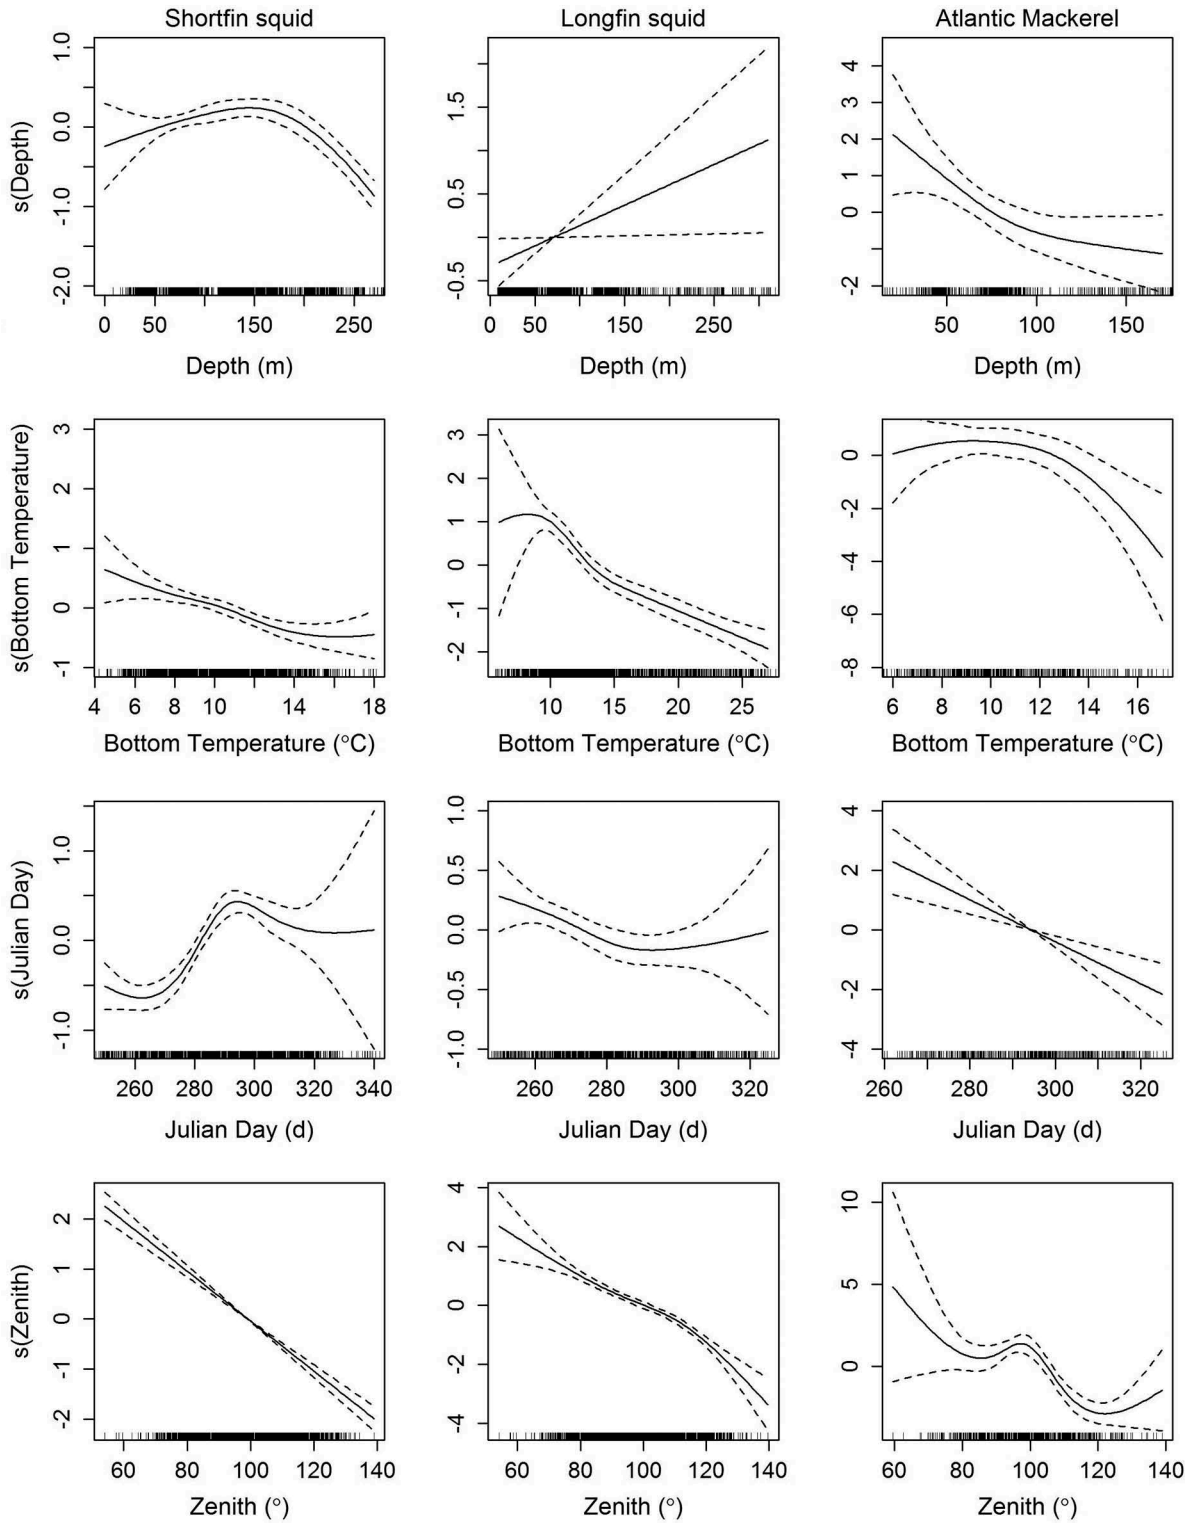 Shortfin squid Longfin squid Atlantic Mackerel
s(Depth)
1.0 0.0 -1.0 -2.0
1.5 0.5 -0.5
4 3 2 1 0 -2
0 50 150 250 0 50 150 250 50 100 150
Depth (m) Depth (m) Depth (m)
s(Bottom Temperature)
3 2 1 0 -1
3 2 1 0 -1 -2
0 -2 -4 -6 -8
4 6 8 10 14 18 10 15 20 25 6 8 10 12 14 16
Bottom Temperature (°C) Bottom Temperature (°C) Bottom Temperature (°C)
s(Julian Day)
1.0 0.0 -1.0
1.0 0.5 0.0 -0.5 -1.0
4 2 0 -2 -4
260 280 300 320 340 260 280 300 320 260 280 300 320
Julian Day (d) Julian Day (d) Julian Day (d)
s(Zenith)
2 1 0 -1 -2
4 2 0 -2 -4
10 5 0
60 80 100 120 140 60 80 100 120 140 60 80 100 120 140
Zenith (°) Zenith (°) Zenith (°)